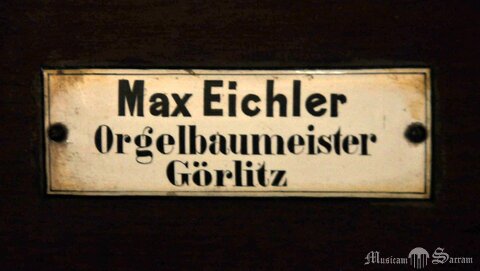 Max Eichler
Orgelbaumeister
Görlitz
Musicam Sacram